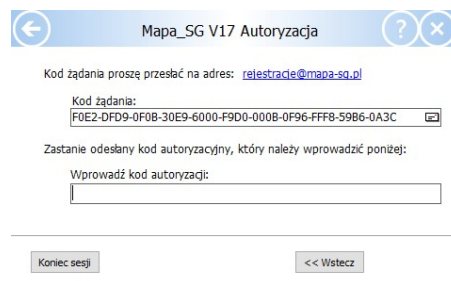 Mapa_SG V17 Autoryzacja
Kod żądania proszę przesłać na adres: rejestracje@mapa-sg.pl
Kod żądania:
F0E2-DFD9-0F0B-30E9-6000-F9D0-000B-0F96-FFF8-59B6-0A3C
Zastanie odesłany kod autoryzacyjny, który należy wprowadzić poniżej:
Wprowadź kod autoryzacji:
Koniec sesji
<< Wstecz